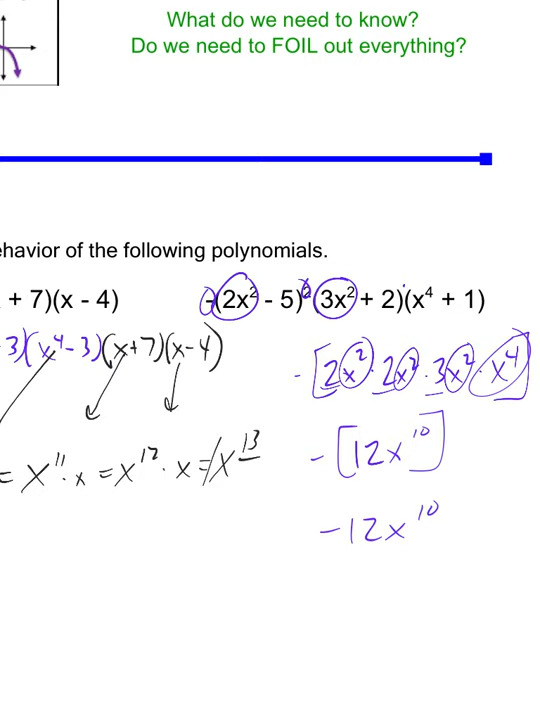 What do we need to know?
Do we need to FOIL out everything?
ehavior of the following polynomials.
+ 7)(x - 4)
-(2x² - 5)²(3x² + 2)(x⁴ + 1)
3)(x⁴-3)(x+7)(x-4)
-[2x² · 2x² · 3x² · x⁴]
= x¹¹ · x = x¹² · x = x¹³
-[12x¹⁰]
-12x¹⁰